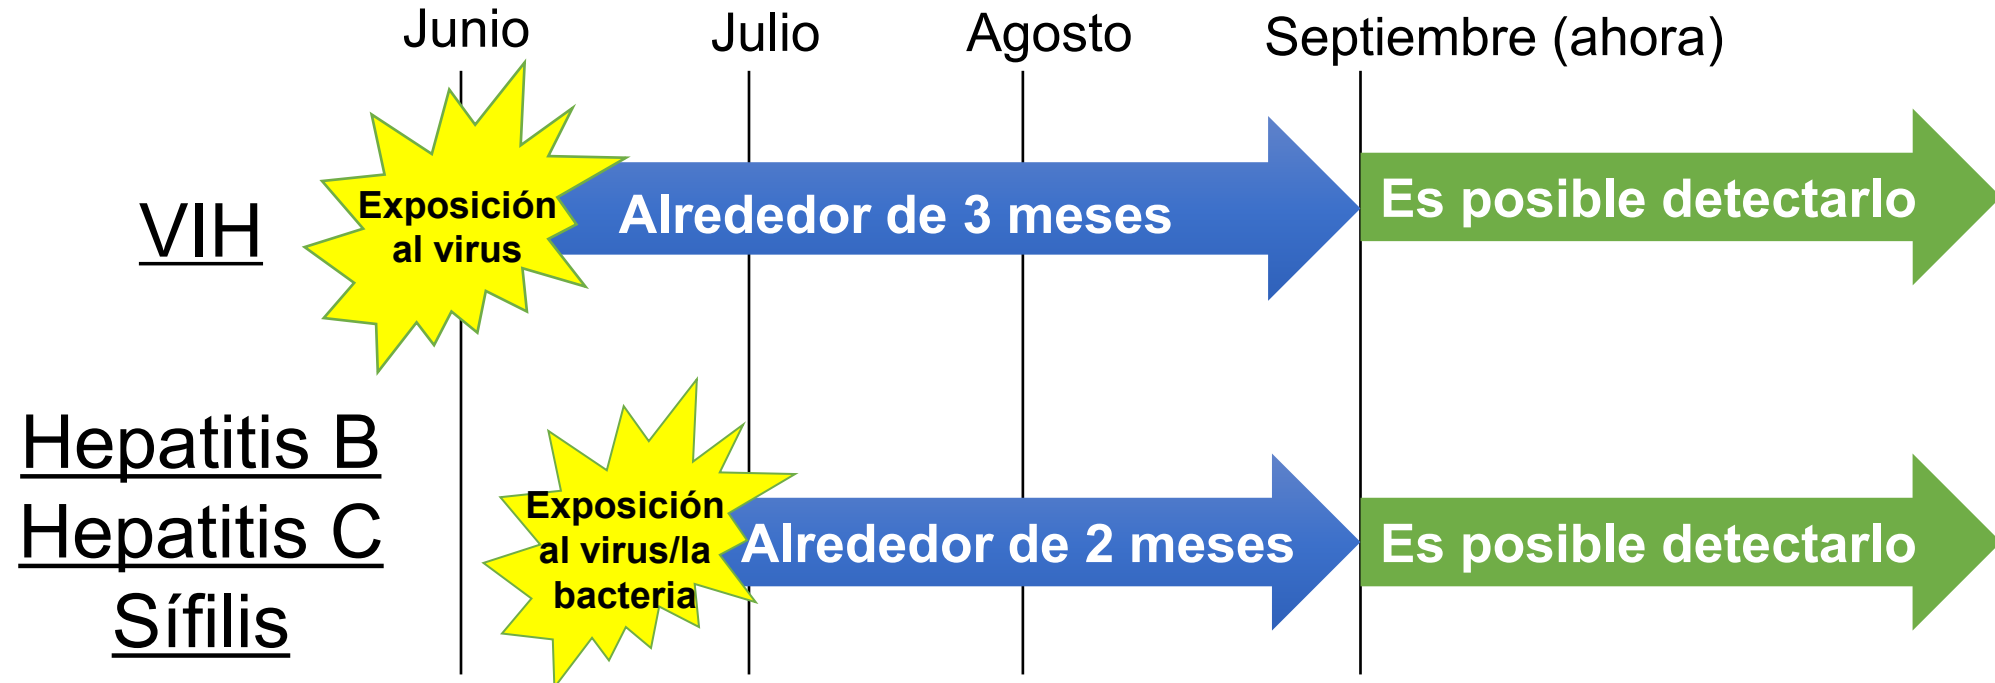 Junio
Julio
Agosto
Septiembre (ahora)
VIH
Exposición
al virus
Alrededor de 3 meses
Es posible detectarlo
Hepatitis B
Hepatitis C
Sífilis
Exposición
al virus/la
bacteria
Alrededor de 2 meses
Es posible detectarlo